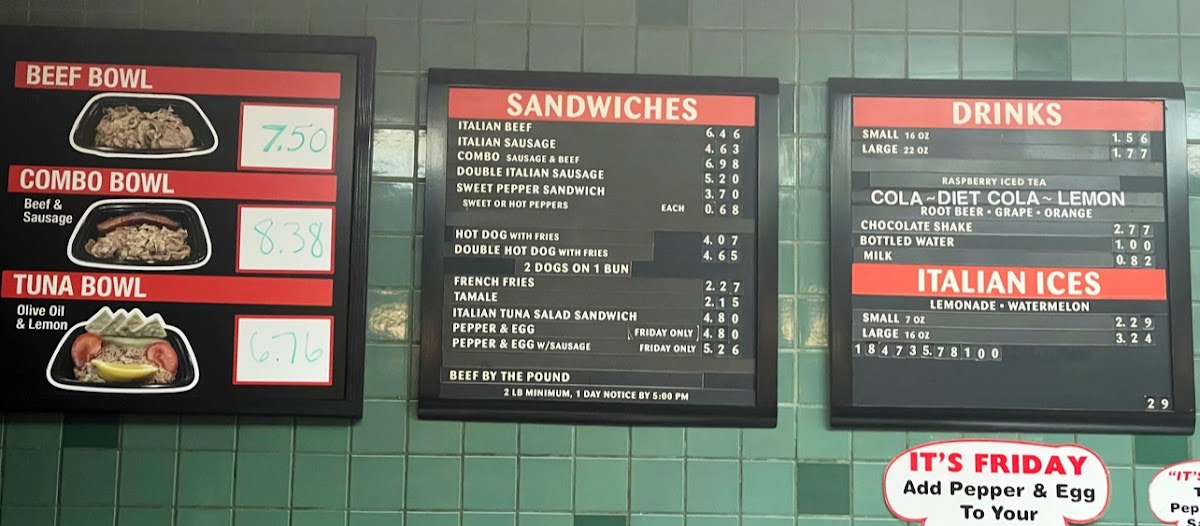 BEEF BOWL
7.50
COMBO BOWL
Beef &
Sausage
8.38
TUNA BOWL
Olive Oil
& Lemon
6.76
SANDWICHES
ITALIAN BEEF 6.46
ITALIAN SAUSAGE 4.63
COMBO SAUSAGE & BEEF 6.98
DOUBLE ITALIAN SAUSAGE 5.20
SWEET PEPPER SANDWICH 3.70
SWEET OR HOT PEPPERS EACH 0.68
HOT DOG WITH FRIES 4.07
DOUBLE HOT DOG WITH FRIES 4.65
2 DOGS ON 1 BUN
FRENCH FRIES 2.27
TAMALE 2.15
ITALIAN TUNA SALAD SANDWICH 4.80
PEPPER & EGG FRIDAY ONLY 4.80
PEPPER & EGG W/SAUSAGE FRIDAY ONLY 5.26
BEEF BY THE POUND
2 LB MINIMUM, 1 DAY NOTICE BY 5:00 PM
DRINKS
SMALL 16 OZ 1.56
LARGE 22 OZ 1.77
RASPBERRY ICED TEA
COLA ~ DIET COLA ~ LEMON
ROOT BEER • GRAPE • ORANGE
CHOCOLATE SHAKE 2.77
BOTTLED WATER 1.00
MILK 0.82
ITALIAN ICES
LEMONADE • WATERMELON
SMALL 7 OZ 2.29
LARGE 16 OZ 3.24
184735.78100
29
IT'S FRIDAY
Add Pepper & Egg
To Your
"IT'S
Pep